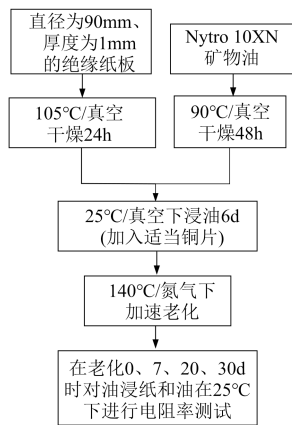 直径为90mm、
厚度为1mm
的绝缘纸板
Nytro 10XN
矿物油
105℃/真空
干燥24h
90℃/真空
干燥48h
25℃/真空下浸油6d
(加入适当铜片)
140℃/氮气下
加速老化
在老化0、7、20、30d
时对油浸纸和油在25℃
下进行电阻率测试